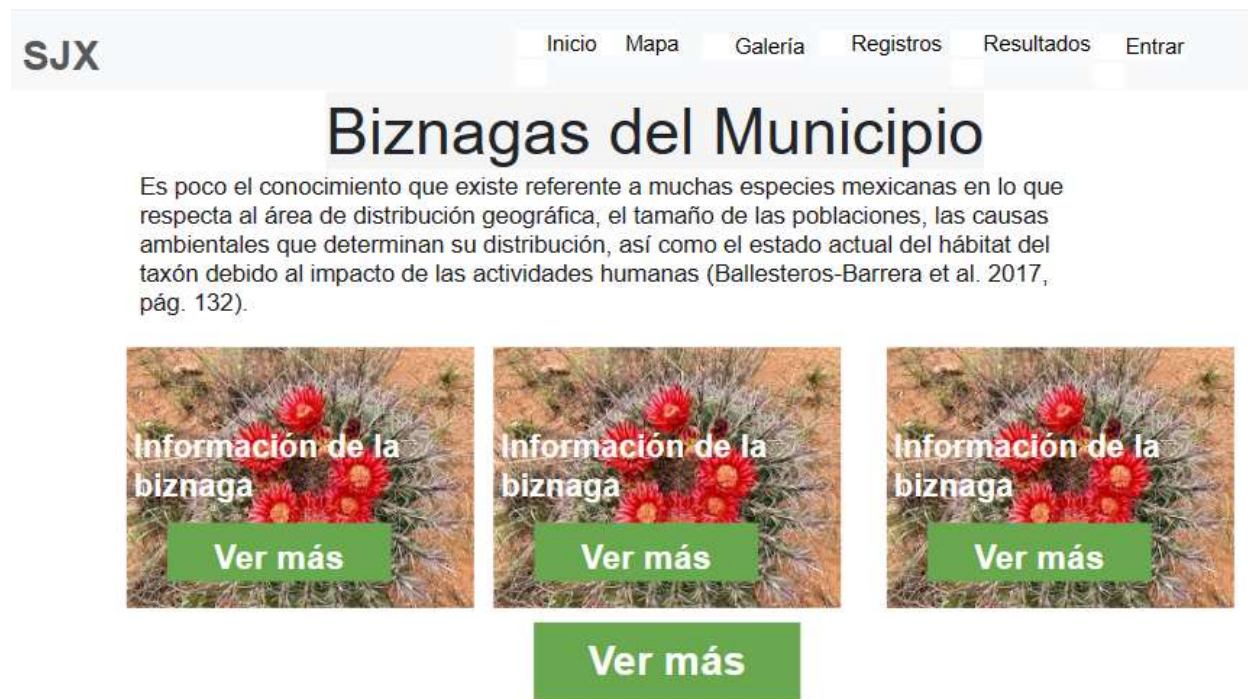 SJX
Inicio Mapa Galería Registros Resultados Entrar
Biznagas del Municipio
Es poco el conocimiento que existe referente a muchas especies mexicanas en lo que
respecta al área de distribución geográfica, el tamaño de las poblaciones, las causas
ambientales que determinan su distribución, así como el estado actual del hábitat del
taxón debido al impacto de las actividades humanas (Ballesteros-Barrera et al. 2017,
pág. 132).
Información de la
biznaga
Ver más
Información de la
biznaga
Ver más
Información de la
biznaga
Ver más
Ver más